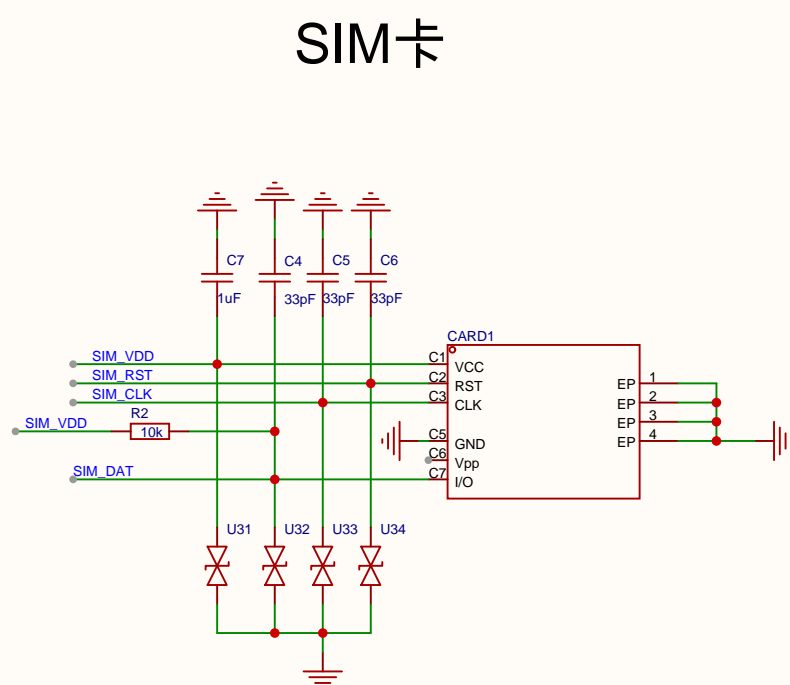 SIM卡
C7
1uF
C4
33pF
C5
33pF
C6
33pF
CARD1
SIM_VDD
SIM_RST
SIM_CLK
SIM_VDD
R2
10k
SIM_DAT
C1
VCC
C2
RST
C3
CLK
C5
GND
C6
Vpp
C7
I/O
EP 1
EP 2
EP 3
EP 4
U31
U32
U33
U34